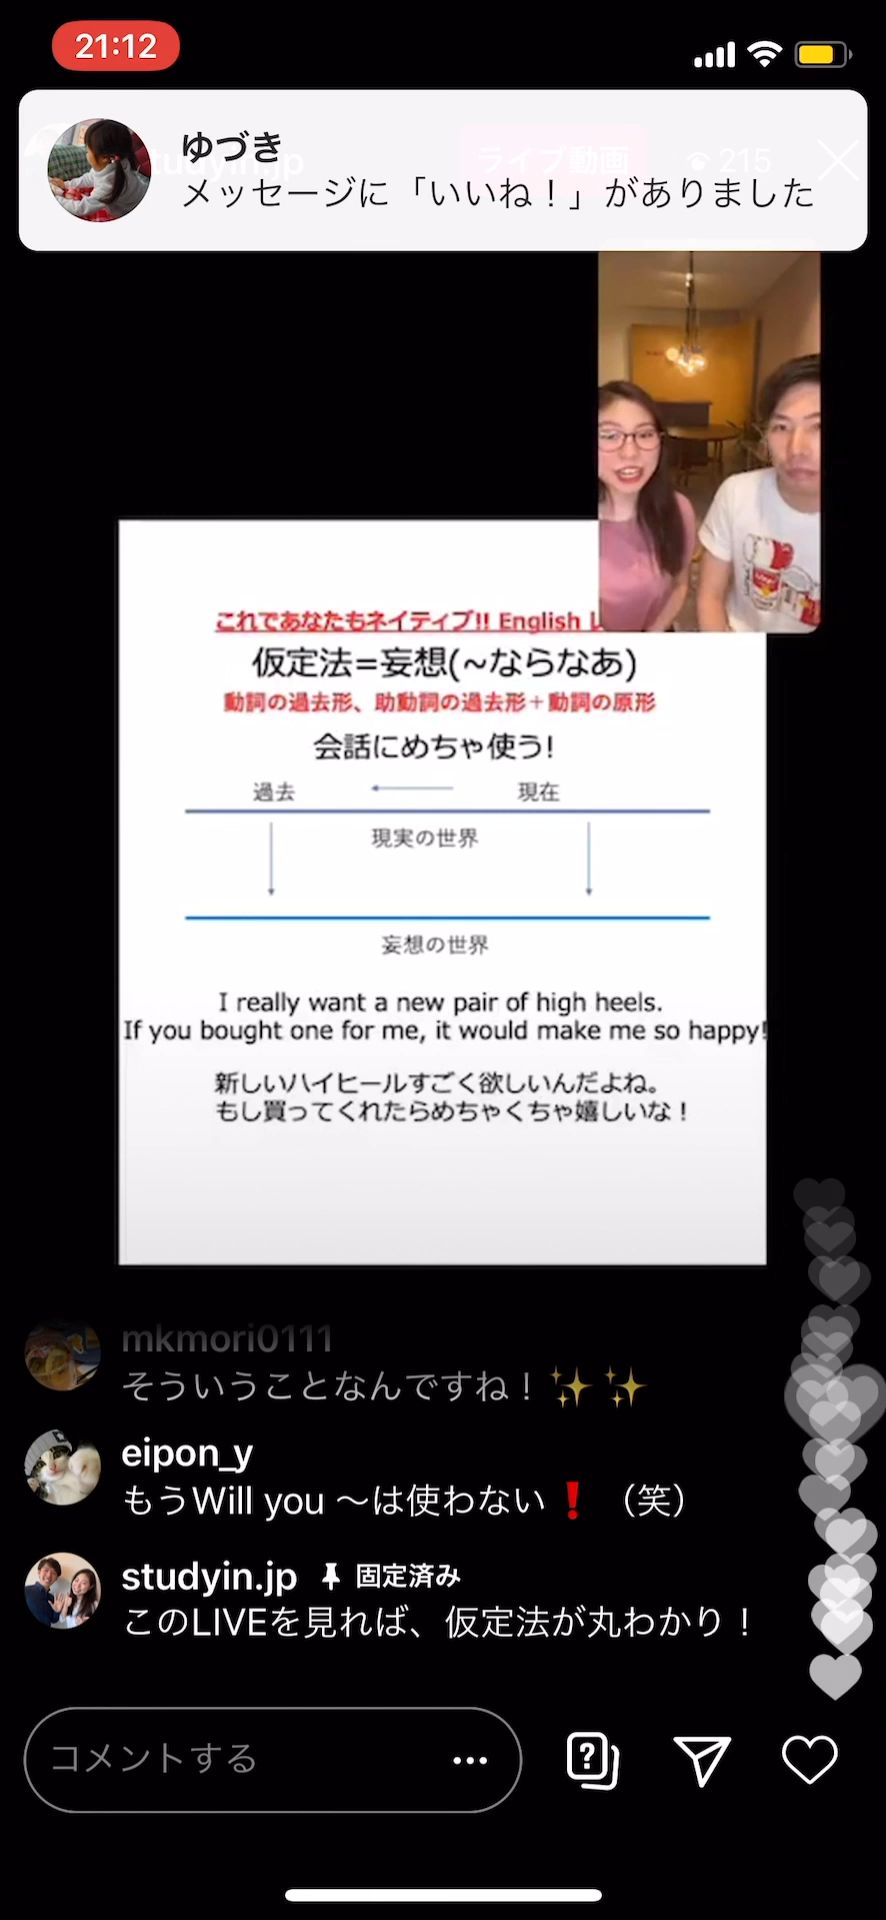 21:12
ゆづき
メッセージに「いいね！」がありました
tudyin.jp
ライブ動画
215
これであなたもネイティブ!! English
仮定法=妄想(~ならなあ)
動詞の過去形、助動詞の過去形＋動詞の原形
会話にめちゃ使う!
過去
現在
現実の世界
妄想の世界
I really want a new pair of high heels.
If you bought one for me, it would make me so happy!
新しいハイヒールすごく欲しいんだよね。
もし買ってくれたらめちゃくちゃ嬉しいな！
mkmori0111
そういうことなんですね！✨✨
eipon_y
もうWill you 〜は使わない❗（笑）
studyin.jp 固定済み
このLIVEを見れば、仮定法が丸わかり！
コメントする